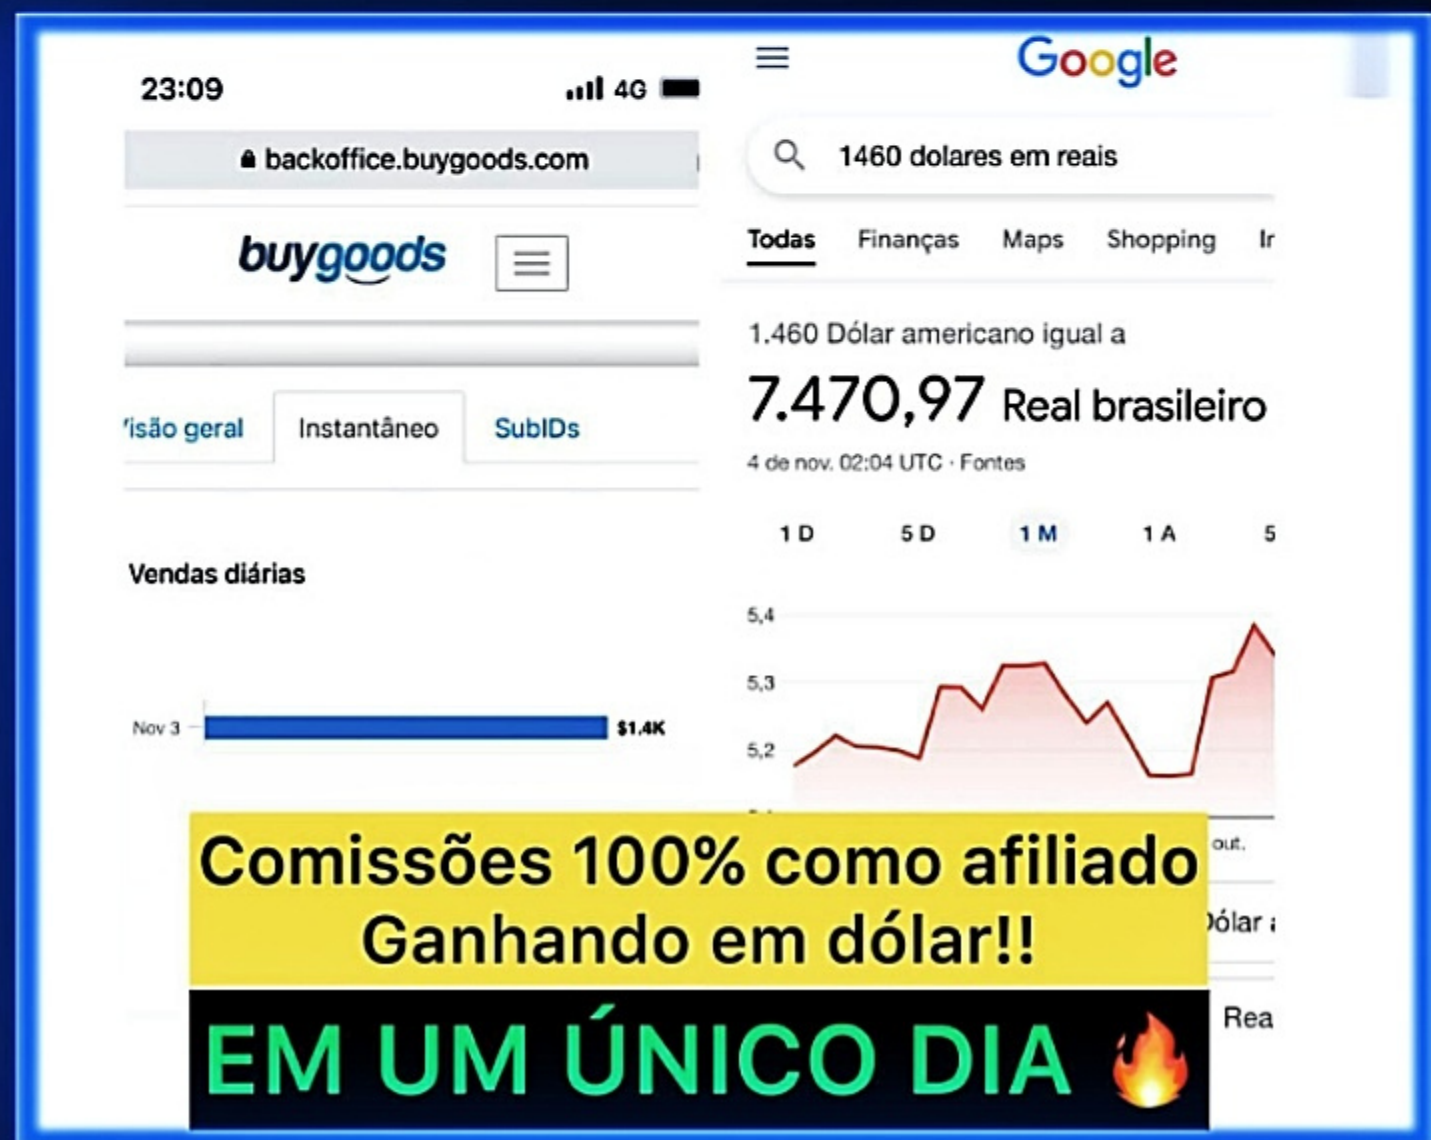 23:09
4G
backoffice.buygoods.com
buygoods
isão geral
Instantâneo
SubIDs
Vendas diárias
Nov 3
$1.4K
Google
1460 dolares em reais
Todas
Finanças
Maps
Shopping
1.460 Dólar americano igual a
7.470,97 Real brasileiro
4 de nov. 02:04 UTC · Fontes
1 D
5 D
1 M
1 A
5
5,4
5,3
5,2
out.
Dólar
Rea
Comissões 100% como afiliado
Ganhando em dólar!!
EM UM ÚNICO DIA 🔥